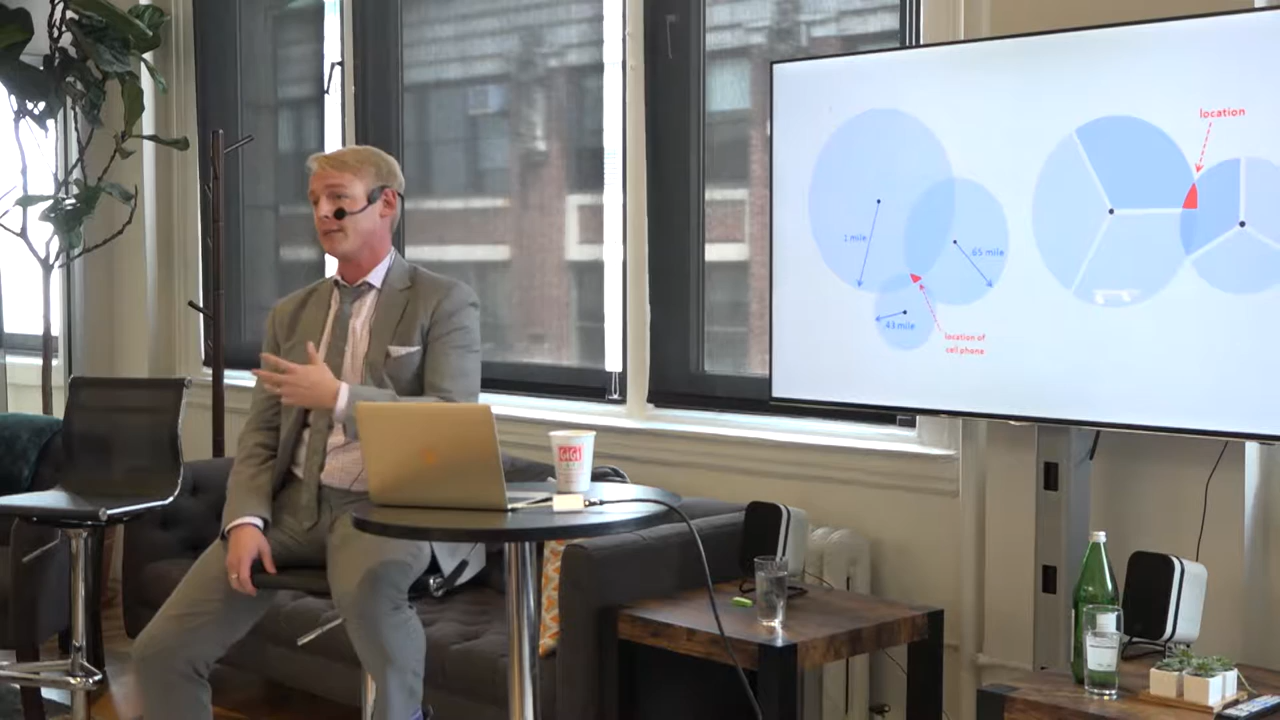 location
1 mile
.65 mile
.43 mile
location of
cell phone
GiGi